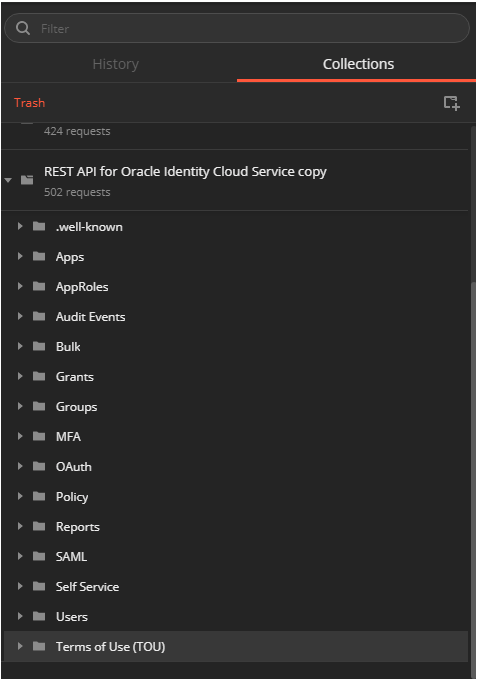 Filter
History Collections
Trash
424 requests
REST API for Oracle Identity Cloud Service copy
502 requests
.well-known
Apps
AppRoles
Audit Events
Bulk
Grants
Groups
MFA
OAuth
Policy
Reports
SAML
Self Service
Users
Terms of Use (TOU)